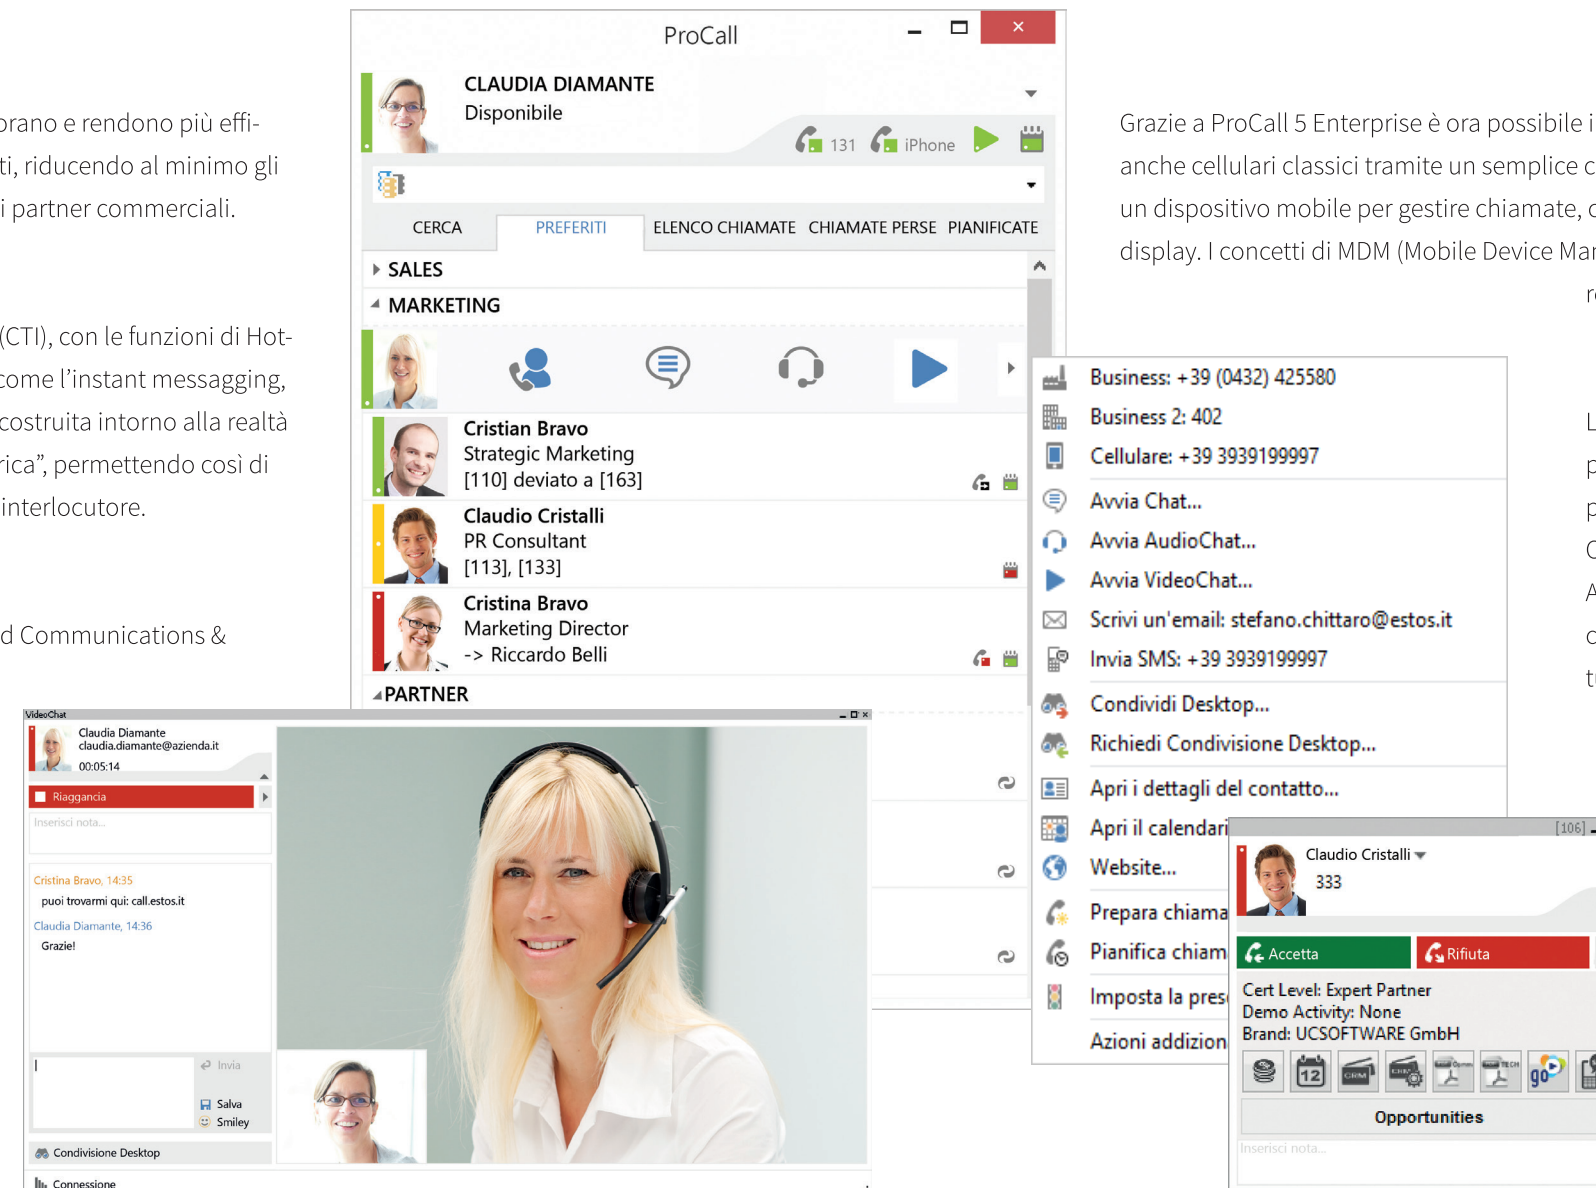 orano e rendono più effi-
ti, riducendo al minimo gli
i partner commerciali.
(CTI), con le funzioni di Hot-
come l'instant messagging,
costruita intorno alla realtà
rica”, permettendo così di
interlocutore.
d Communications &
ProCall
CLAUDIA DIAMANTE
Disponibile
131 iPhone
CERCA PREFERITI ELENCO CHIAMATE CHIAMATE PERSE PIANIFICATE
SALES
MARKETING
Cristian Bravo
Strategic Marketing
[110] deviato a [163]
Claudio Cristalli
PR Consultant
[113], [133]
Cristina Bravo
Marketing Director
-> Riccardo Belli
PARTNER
Grazie a ProCall 5 Enterprise è ora possibile i
anche cellulari classici tramite un semplice c
un dispositivo mobile per gestire chiamate, c
display. I concetti di MDM (Mobile Device Mar
r
L
p
p
C
A
c
t
Business: +39 (0432) 425580
Business 2: 402
Cellulare: +39 3939199997
Avvia Chat...
Avvia AudioChat...
Avvia VideoChat...
Scrivi un'email: stefano.chittaro@estos.it
Invia SMS: +39 3939199997
Condividi Desktop...
Richiedi Condivisione Desktop...
Apri i dettagli del contatto...
Apri il calendari
Website...
Prepara chiama
Pianifica chiam
Imposta la pres
Azioni addizion
VideoChat
Claudia Diamante
claudia.diamante@azienda.it
00:05:14
Riaggancia
Inserisci nota...
Cristina Bravo, 14:35
puoi trovarmi qui: call.estos.it
Claudia Diamante, 14:36
Grazie!
Invia
Salva
Smiley
Condivisione Desktop
Connessione
[106]
Claudio Cristalli
333
Accetta Rifiuta
Cert Level: Expert Partner
Demo Activity: None
Brand: UCSOFTWARE GmbH
12 CRM CRM TECH go
Opportunities
Inserisci nota...